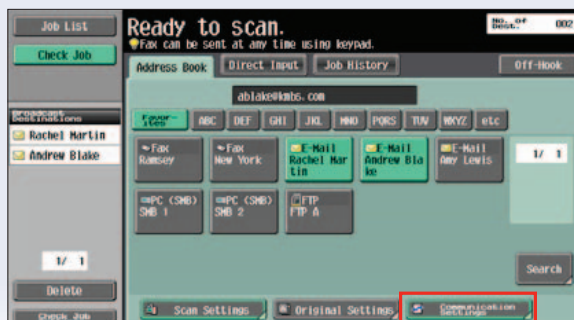 Job List
Check Job
Broadcast
Destinations
Rachel Martin
Andrew Blake
1/ 1
Delete
Check Job
Ready to scan.
Fax can be sent at any time using keypad.
No. of
Dest.
002
Address Book
Direct Input
Job History
Off-Hook
ablake@kmbs.com
Favor-
ites
ABC
DEF
GHI
JKL
MNO
PQRS
TUV
WXYZ
etc
Fax
Ramsey
Fax
New York
E-Mail
Rachel Mar
tin
E-Mail
Andrew Bla
ke
E-Mail
Amy Lewis
1/ 1
PC (SMB)
SMB 1
PC (SMB)
SMB 2
FTP
FTP A
Search
Scan Settings
Original Settings
Communication
Settings